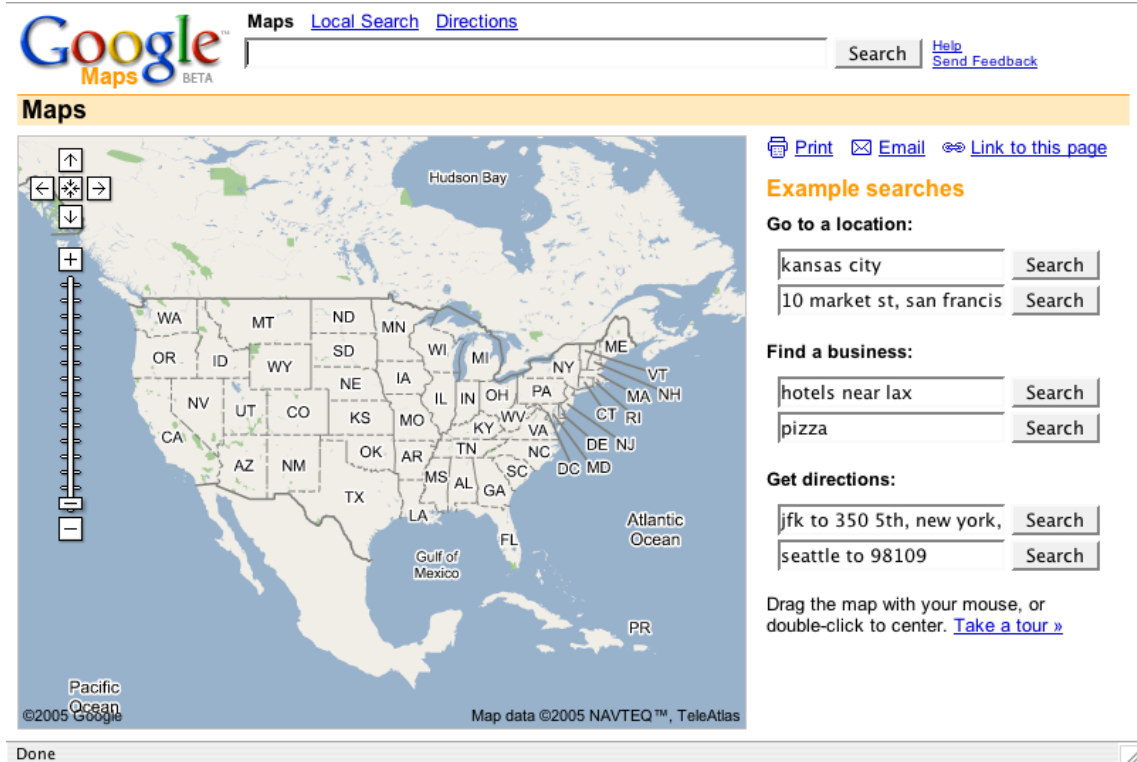 Google™
Maps BETA
Maps Local Search Directions
Search
Help
Send Feedback
Maps
Print Email Link to this page
Example searches
Go to a location:
kansas city Search
10 market st, san francis Search
Find a business:
hotels near lax Search
pizza Search
Get directions:
jfk to 350 5th, new york, Search
seattle to 98109 Search
Drag the map with your mouse, or
double-click to center. Take a tour »
Hudson Bay
WA MT ND MN
OR ID WY SD WI MI NY ME
NV UT CO NE IA IL IN OH PA VT
MA NH
CA KS MO KY WV VA CT RI
AZ NM OK AR TN NC DE NJ
TX MS AL GA SC DC MD
LA FL
Atlantic
Ocean
Gulf of
Mexico
PR
Pacific
Ocean
©2005 Google Map data ©2005 NAVTEQ™, TeleAtlas
Done